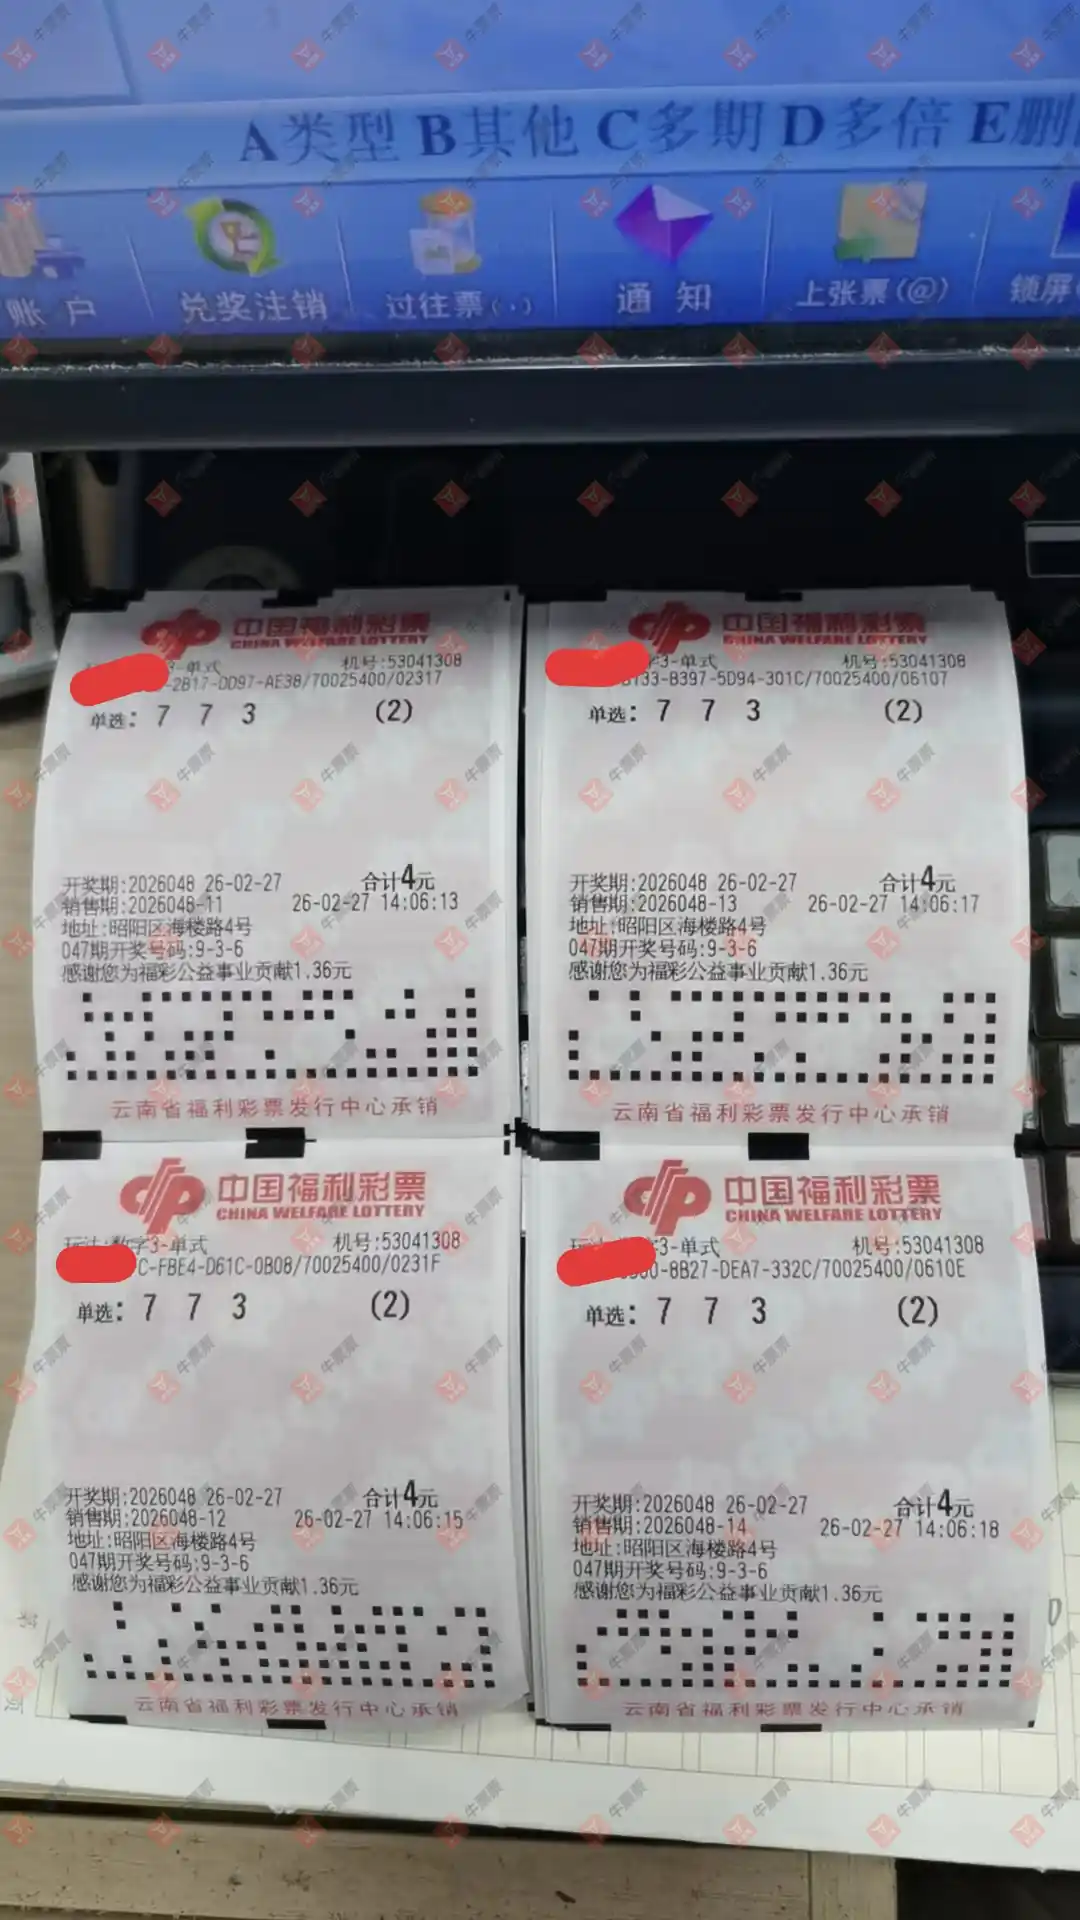 A类型 B其他 C多期 D多倍 E删
账 户
兑奖注销
过往票(,)
通 知
上张票(@)
锁屏
中国福利彩票
CHINA WELFARE LOTTERY
3-单式 机号:53041308
-2B17-DD97-AE38/70025400/02317
单选: 7 7 3 (2)
开奖期:2026048 26-02-27 合计4元
销售期:2026048-11 26-02-27 14:06:13
地址:昭阳区海楼路4号
047期开奖号码:9-3-6
感谢您为福彩公益事业贡献1.36元
云南省福利彩票发行中心承销
中国福利彩票
CHINA WELFARE LOTTERY
字3-单式 机号:53041308
B133-B397-5D94-301C/70025400/06107
单选: 7 7 3 (2)
开奖期:2026048 26-02-27 合计4元
销售期:2026048-13 26-02-27 14:06:17
地址:昭阳区海楼路4号
047期开奖号码:9-3-6
感谢您为福彩公益事业贡献1.36元
云南省福利彩票发行中心承销
中国福利彩票
CHINA WELFARE LOTTERY
玩法:数字3-单式 机号:53041308
C-FBE4-D61C-0B08/70025400/0231F
单选: 7 7 3 (2)
开奖期:2026048 26-02-27 合计4元
销售期:2026048-12 26-02-27 14:06:15
地址:昭阳区海楼路4号
047期开奖号码:9-3-6
感谢您为福彩公益事业贡献1.36元
云南省福利彩票发行中心承销
中国福利彩票
CHINA WELFARE LOTTERY
字3-单式 机号:53041308
-8B27-DEA7-332C/70025400/0610E
单选: 7 7 3 (2)
开奖期:2026048 26-02-27 合计4元
销售期:2026048-14 26-02-27 14:06:18
地址:昭阳区海楼路4号
047期开奖号码:9-3-6
感谢您为福彩公益事业贡献1.36元
云南省福利彩票发行中心承销
牛票票